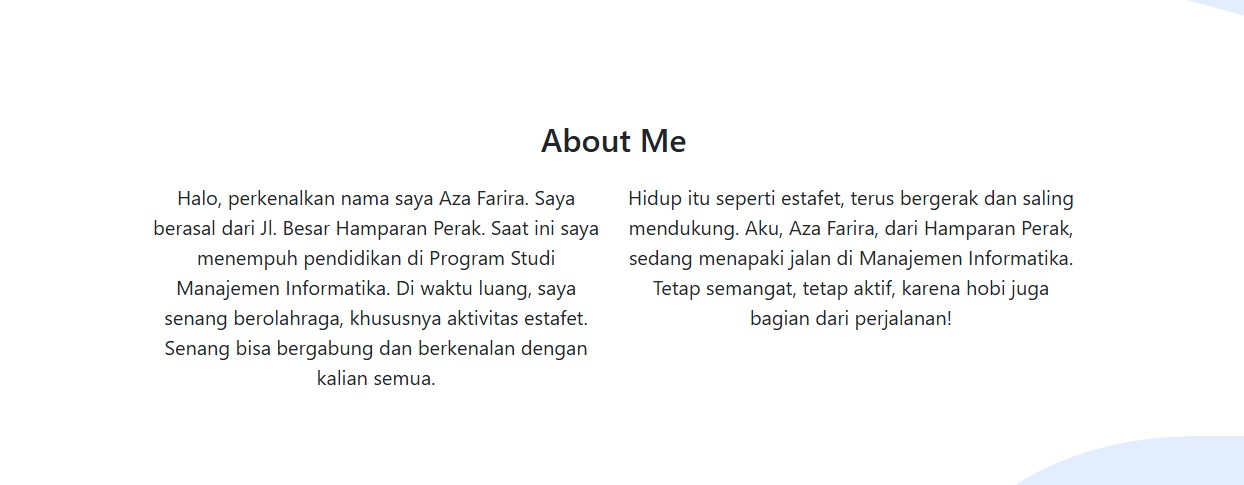 About Me
Halo, perkenalkan nama saya Aza Farira. Saya
berasal dari Jl. Besar Hamparan Perak. Saat ini saya
menempuh pendidikan di Program Studi
Manajemen Informatika. Di waktu luang, saya
senang berolahraga, khususnya aktivitas estafet.
Senang bisa bergabung dan berkenalan dengan
kalian semua.
Hidup itu seperti estafet, terus bergerak dan saling
mendukung. Aku, Aza Farira, dari Hamparan Perak,
sedang menapaki jalan di Manajemen Informatika.
Tetap semangat, tetap aktif, karena hobi juga
bagian dari perjalanan!